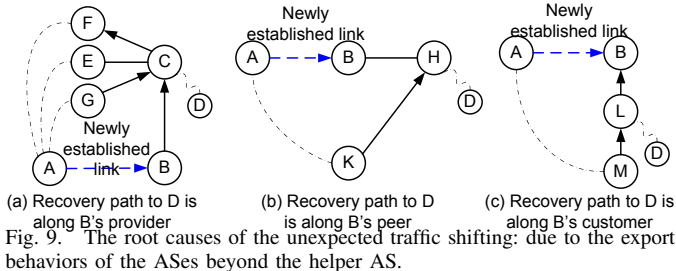 F
E
G
C
D
A
B
Newly
established
link
(a) Recovery path to D is
along B's provider
Newly
established link
A
B
H
D
K
(b) Recovery path to D
is along B's peer
Newly
established link
A
B
L
D
M
(c) Recovery path to D is
along B's customer
Fig. 9. The root causes of the unexpected traffic shifting: due to the export
behaviors of the ASes beyond the helper AS.